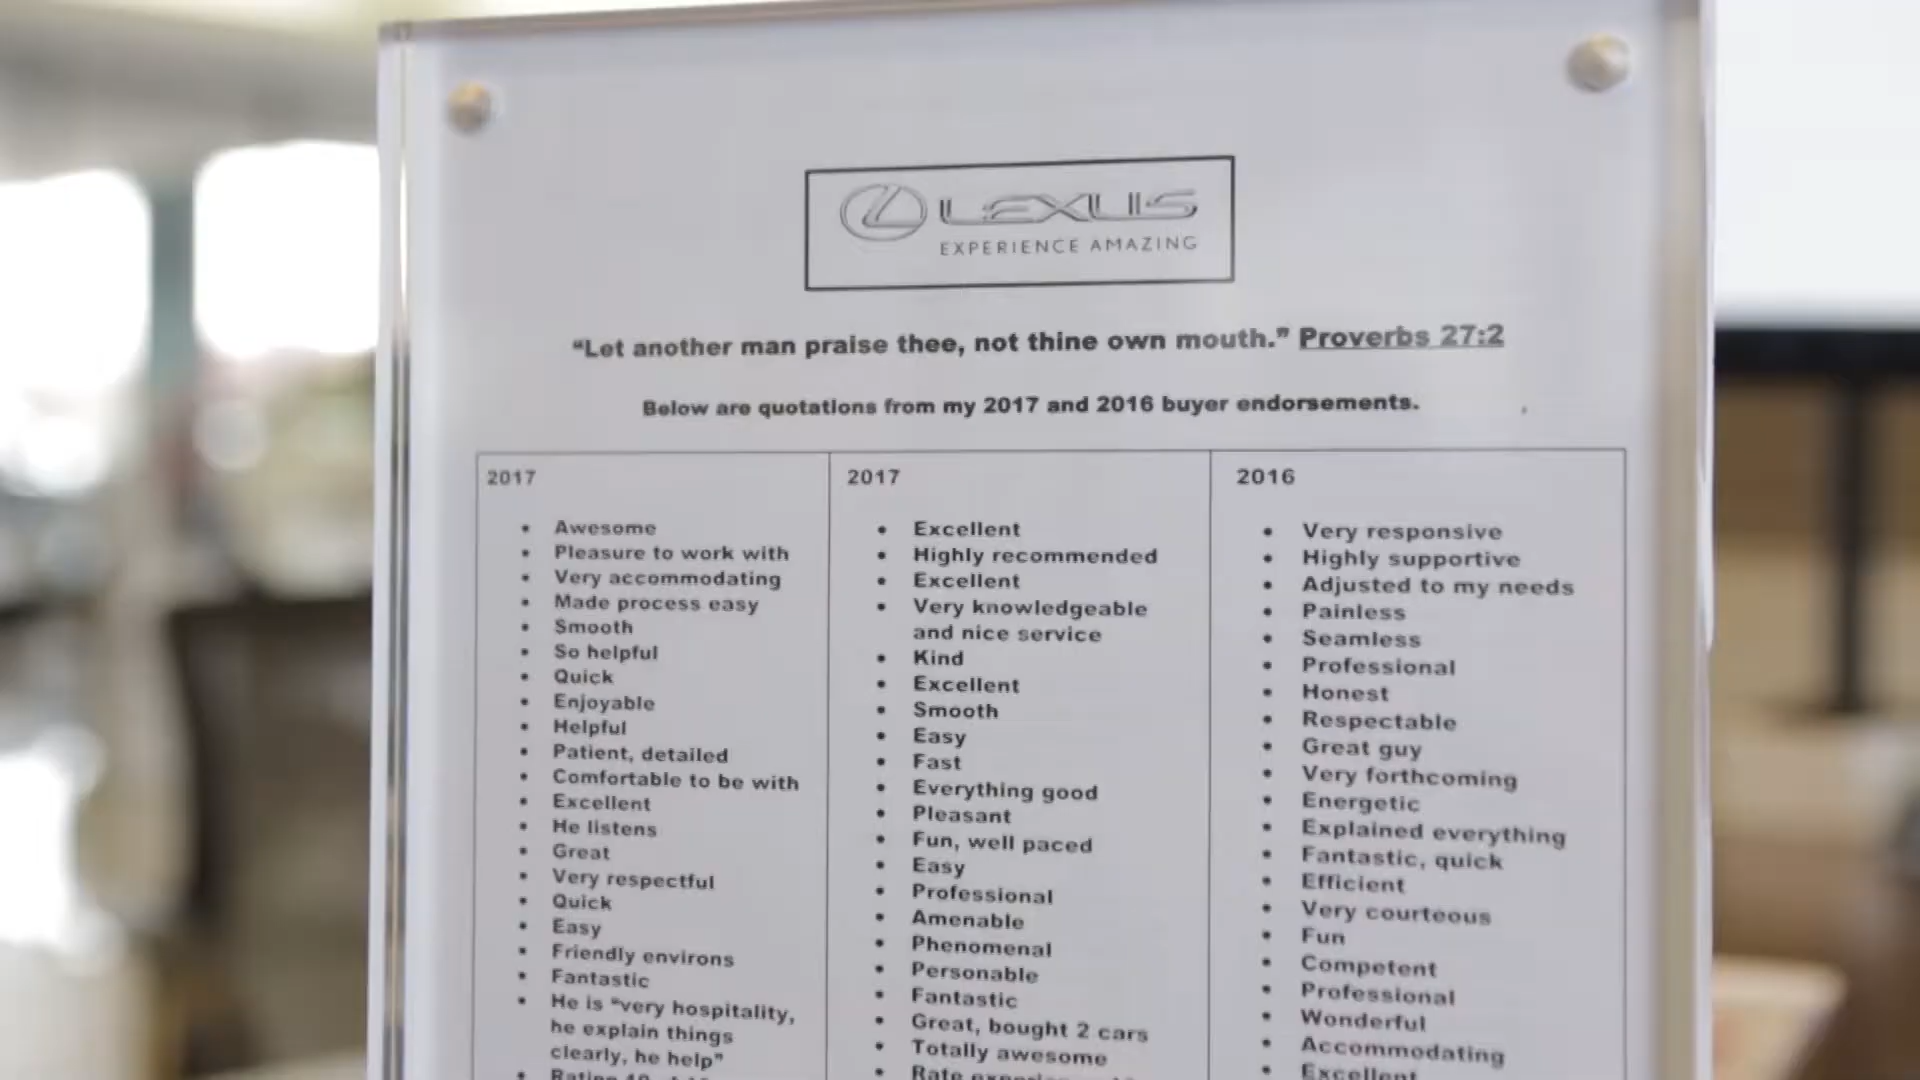 LEXUS
EXPERIENCE AMAZING
“Let another man praise thee, not thine own mouth.” Proverbs 27:2
Below are quotations from my 2017 and 2016 buyer endorsements.
2017
• Awesome
• Pleasure to work with
• Very accommodating
• Made process easy
• Smooth
• So helpful
• Quick
• Enjoyable
• Helpful
• Patient, detailed
• Comfortable to be with
• Excellent
• He listens
• Great
• Very respectful
• Quick
• Easy
• Friendly environs
• Fantastic
• He is “very hospitality,
he explain things
clearly, he help”
• Rating
2017
• Excellent
• Highly recommended
• Excellent
• Very knowledgeable
and nice service
• Kind
• Excellent
• Smooth
• Easy
• Fast
• Everything good
• Pleasant
• Fun, well paced
• Easy
• Professional
• Amenable
• Phenomenal
• Personable
• Fantastic
• Great, bought 2 cars
• Totally awesome
• Rate
2016
• Very responsive
• Highly supportive
• Adjusted to my needs
• Painless
• Seamless
• Professional
• Honest
• Respectable
• Great guy
• Very forthcoming
• Energetic
• Explained everything
• Fantastic, quick
• Efficient
• Very courteous
• Fun
• Competent
• Professional
• Wonderful
• Accommodating
• Excellent